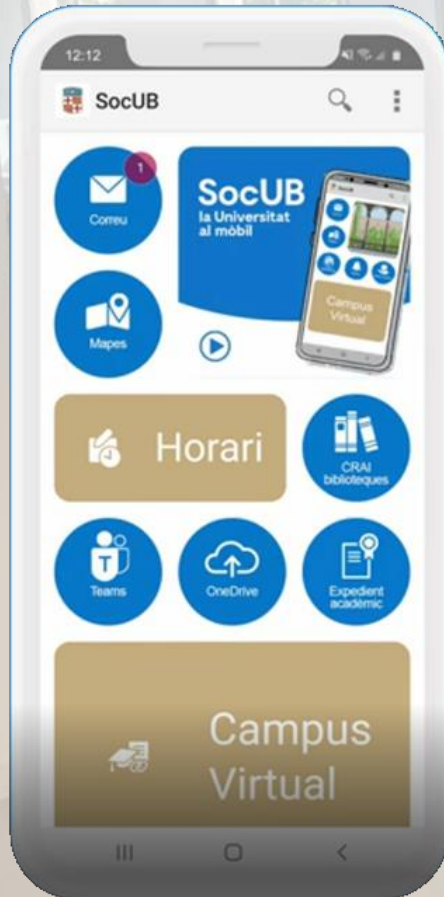 12:12
SocUB
Correu
1
SocUB
la Universitat
al mòbil
Campus
Virtual
Mapes
Horari
CRAI
biblioteques
T
Teams
OneDrive
Expedient
acadèmic
Campus
Virtual